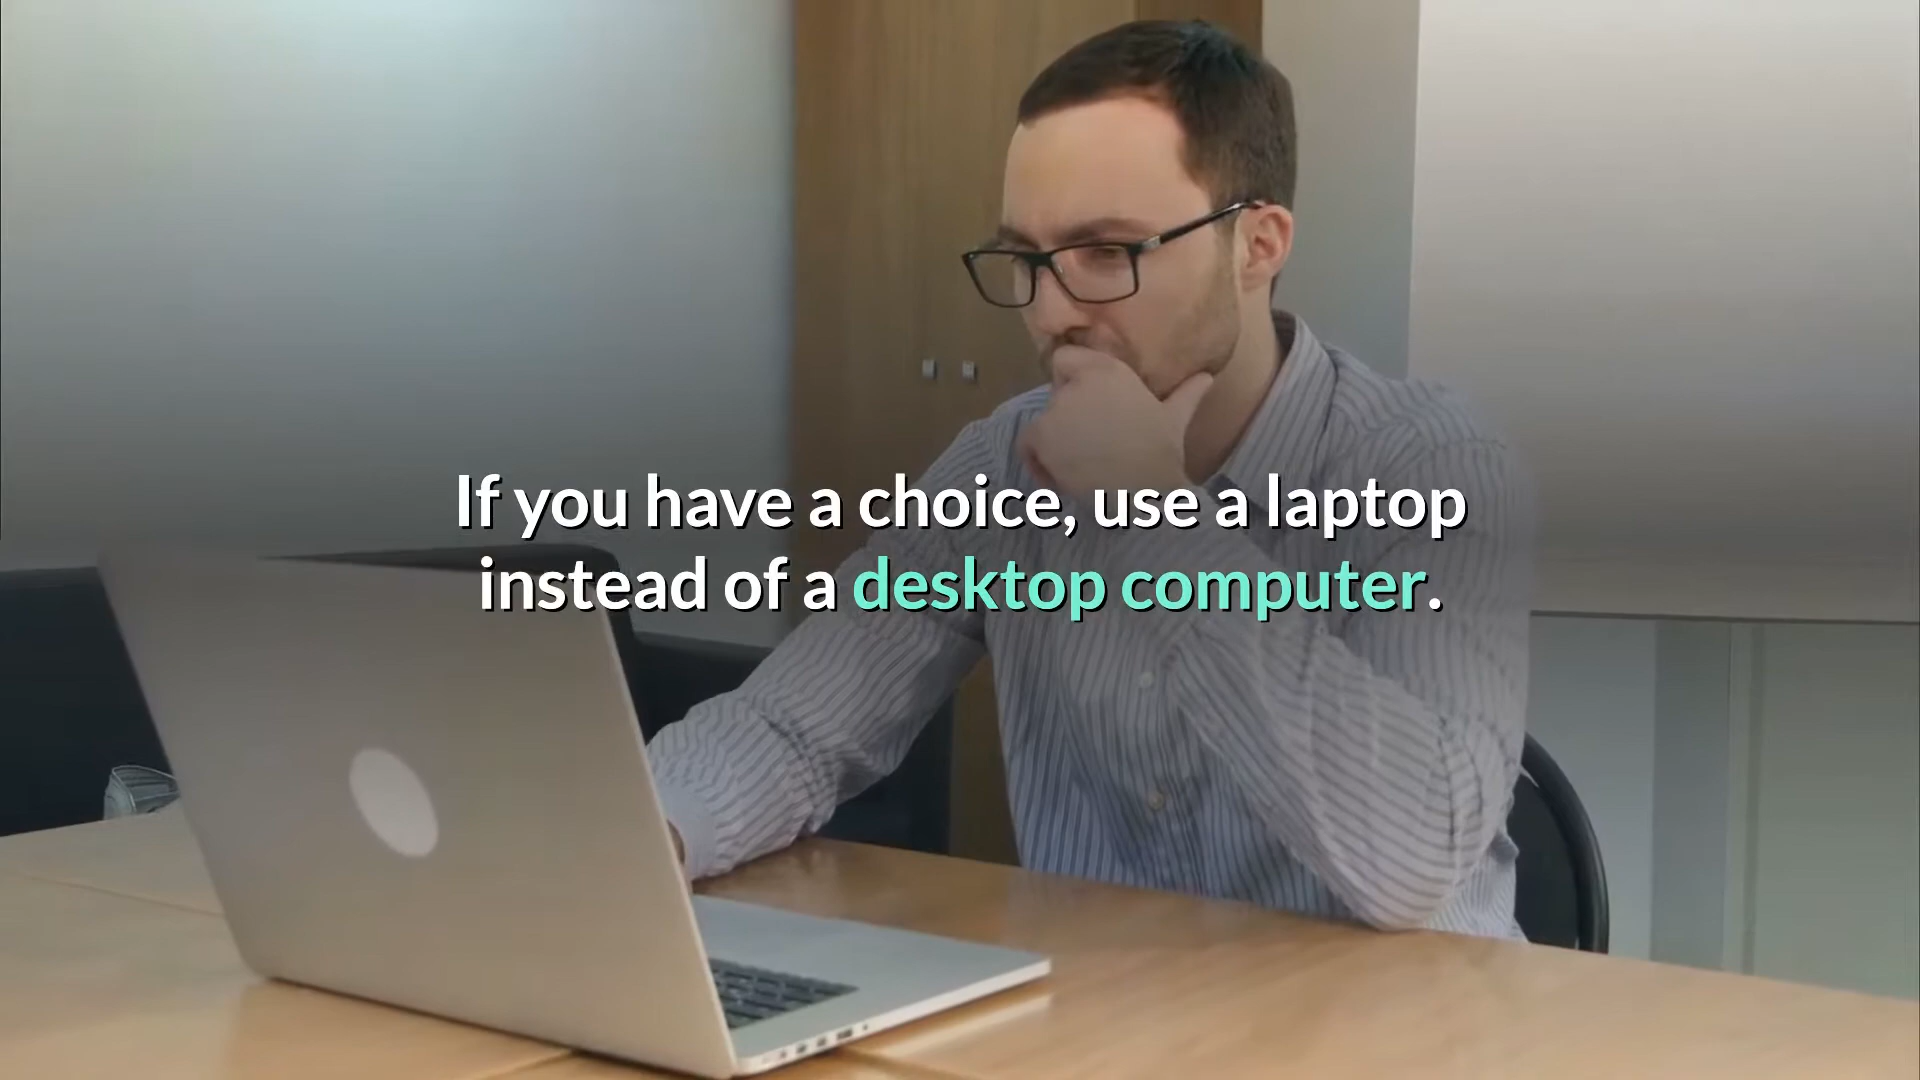 If you have a choice, use a laptop
instead of a desktop computer.